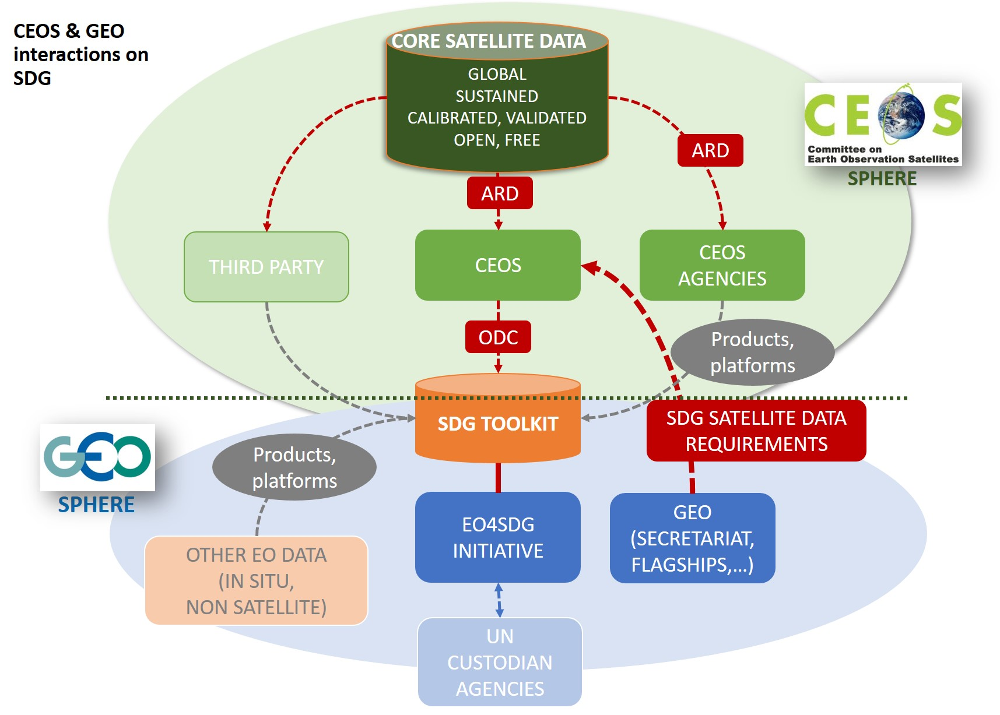 CEOS & GEO
interactions on
SDG
CORE SATELLITE DATA
GLOBAL
SUSTAINED
CALIBRATED, VALIDATED
OPEN, FREE
CEOS
Committee on
Earth Observation Satellites
SPHERE
ARD
ARD
THIRD PARTY
CEOS
CEOS
AGENCIES
ODC
Products,
platforms
SDG TOOLKIT
SDG SATELLITE DATA
REQUIREMENTS
GEO
SPHERE
Products,
platforms
EO4SDG
INITIATIVE
GEO
(SECRETARIAT,
FLAGSHIPS,...)
OTHER EO DATA
(IN SITU,
NON SATELLITE)
UN
CUSTODIAN
AGENCIES